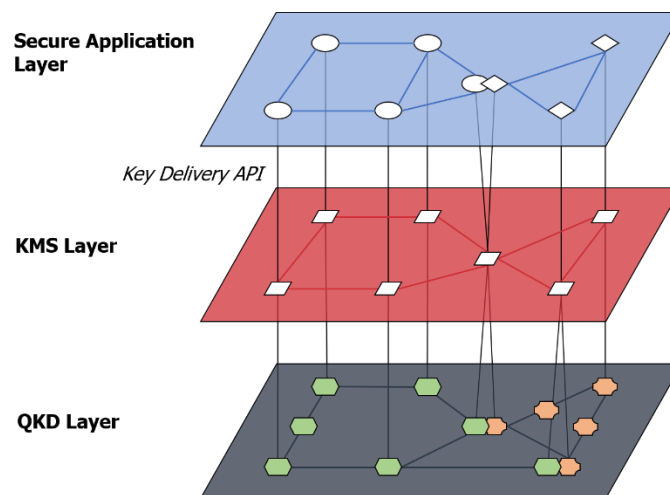 Secure Application
Layer
Key Delivery API
KMS Layer
QKD Layer